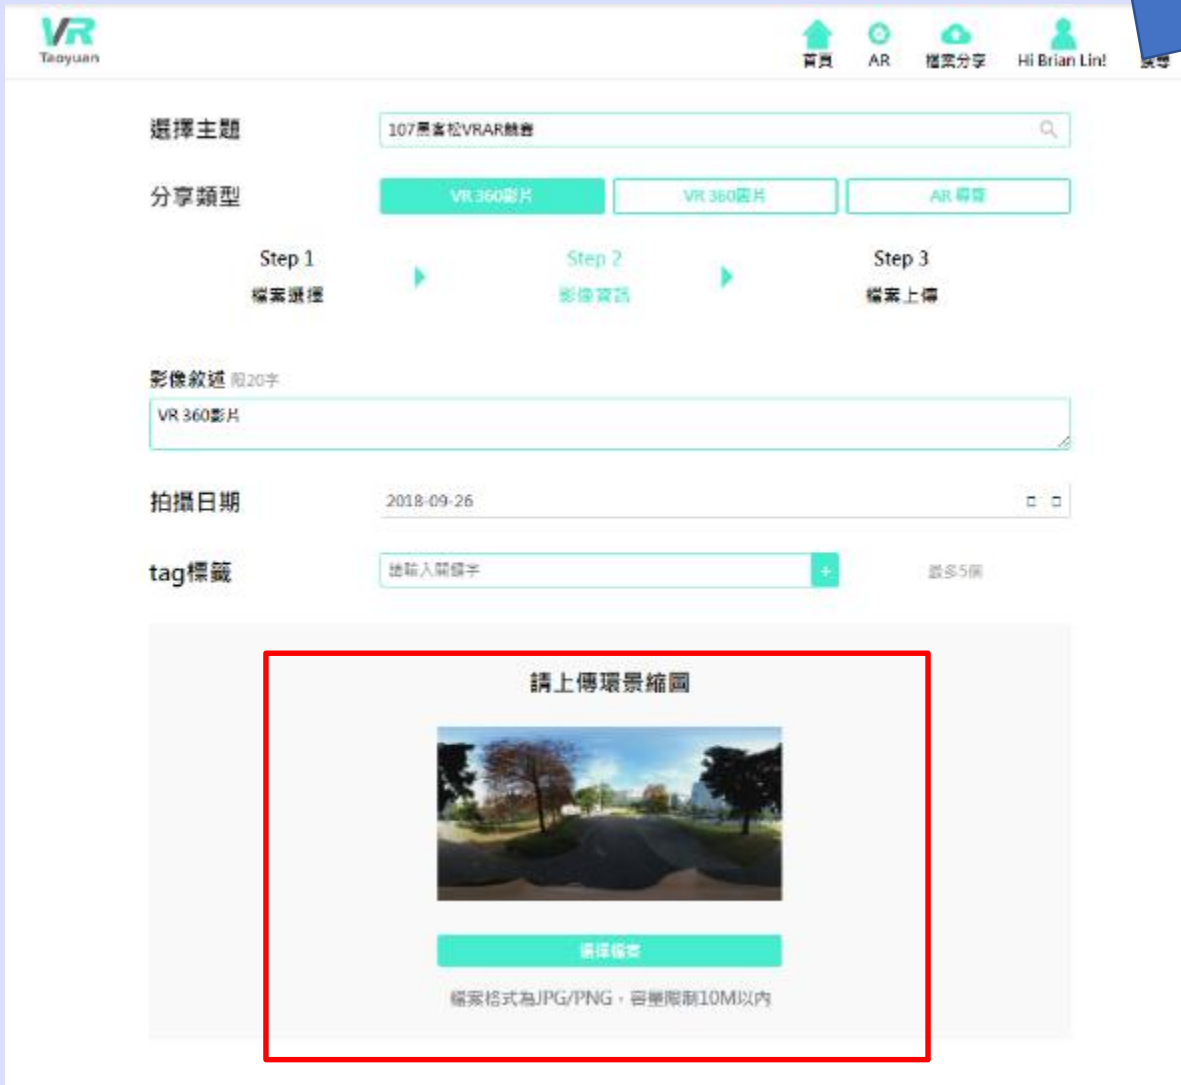 VR
Taoyuan
首頁 AR 檔案分享 Hi Brian Lin! 搜尋
選擇主題 107黑客松VRAR競賽
分享類型 VR 360影片 VR 360圖片 AR 導覽
Step 1 Step 2 Step 3
檔案選擇 影像資訊 檔案上傳
影像敘述 限20字
VR 360影片
拍攝日期 2018-09-26
tag標籤 請輸入關鍵字 + 最多5個
請上傳環景縮圖
選擇檔案
檔案格式為JPG/PNG，容量限制10M以內